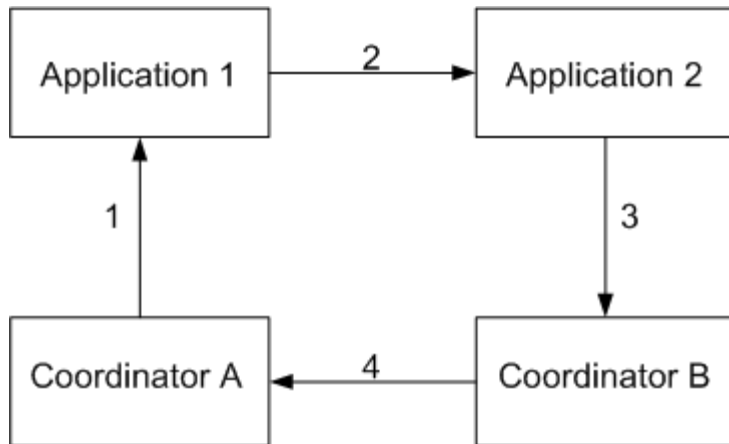 Application 1
2
Application 2
1
3
Coordinator A
4
Coordinator B